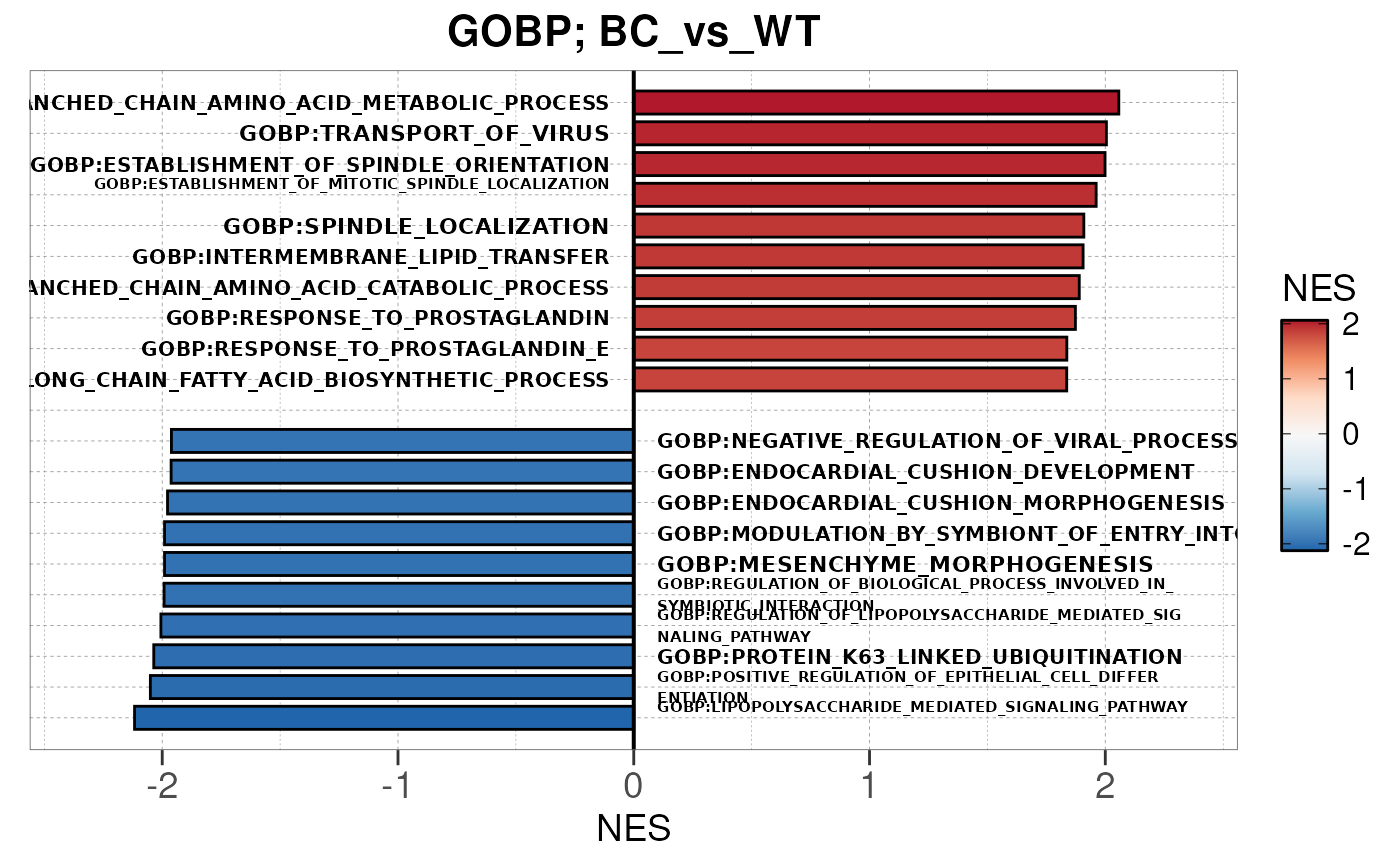 GOBP; BC_vs_WT
ANCHED_CHAIN_AMINO_ACID_METABOLIC_PROCESS
GOBP:TRANSPORT_OF_VIRUS
GOBP:ESTABLISHMENT_OF_SPINDLE_ORIENTATION
GOBP:ESTABLISHMENT_OF_MITOTIC_SPINDLE_LOCALIZATION
GOBP:SPINDLE_LOCALIZATION
GOBP:INTERMEMBRANE_LIPID_TRANSFER
ANCHED_CHAIN_AMINO_ACID_CATABOLIC_PROCESS
GOBP:RESPONSE_TO_PROSTAGLANDIN
GOBP:RESPONSE_TO_PROSTAGLANDIN_E
LONG_CHAIN_FATTY_ACID_BIOSYNTHETIC_PROCESS
GOBP:NEGATIVE_REGULATION_OF_VIRAL_PROCESS
GOBP:ENDOCARDIAL_CUSHION_DEVELOPMENT
GOBP:ENDOCARDIAL_CUSHION_MORPHOGENESIS
GOBP:MODULATION_BY_SYMBIONT_OF_ENTRY_INTO
GOBP:MESENCHYME_MORPHOGENESIS
GOBP:REGULATION_OF_BIOLOGICAL_PROCESS_INVOLVED_IN_
SYMBIOTIC_INTERACTION
GOBP:REGULATION_OF_LIPOPOLYSACCHARIDE_MEDIATED_SIG
NALING_PATHWAY
GOBP:PROTEIN_K63_LINKED_UBIQUITINATION
GOBP:POSITIVE_REGULATION_OF_EPITHELIAL_CELL_DIFFER
ENTIATION
GOBP:LIPOPOLYSACCHARIDE_MEDIATED_SIGNALING_PATHWAY
-2
-1
0
1
2
NES
NES
2
1
0
-1
-2